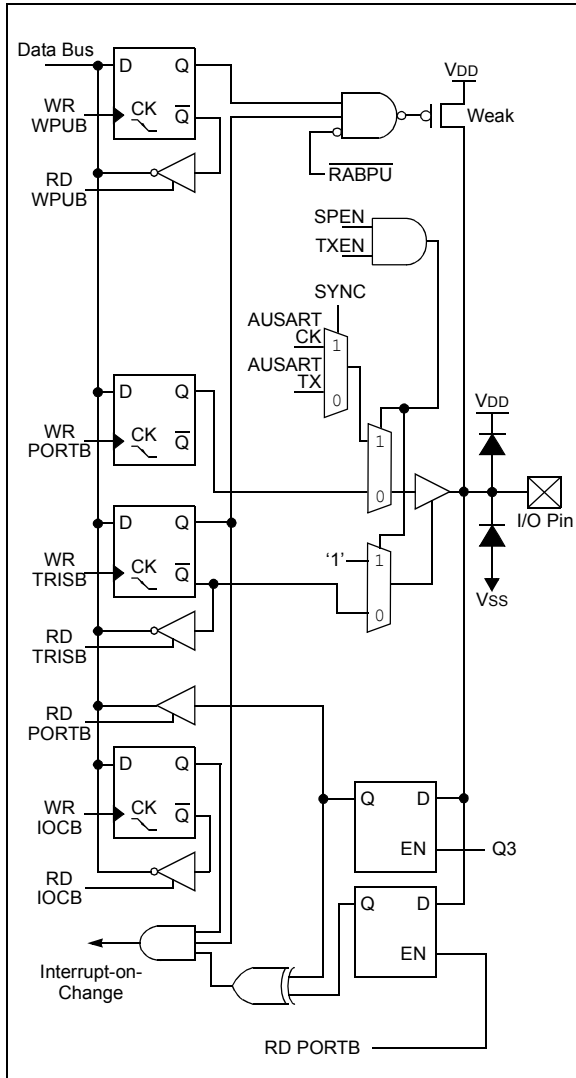 Data Bus
D Q
VDD
WR
WPUB
CK
Q
Weak
RD
WPUB
RABPU
SPEN
TXEN
SYNC
AUSART
CK
1
AUSART
TX
0
D Q
WR
PORTB
CK
Q
1
0
VDD
I/O Pin
D Q
WR
TRISB
CK
Q
'1'
1
0
VSS
RD
TRISB
RD
PORTB
D Q
WR
IOCB
CK
Q
Q D
EN
Q3
RD
IOCB
Q D
EN
Interrupt-on-
Change
RD PORTB